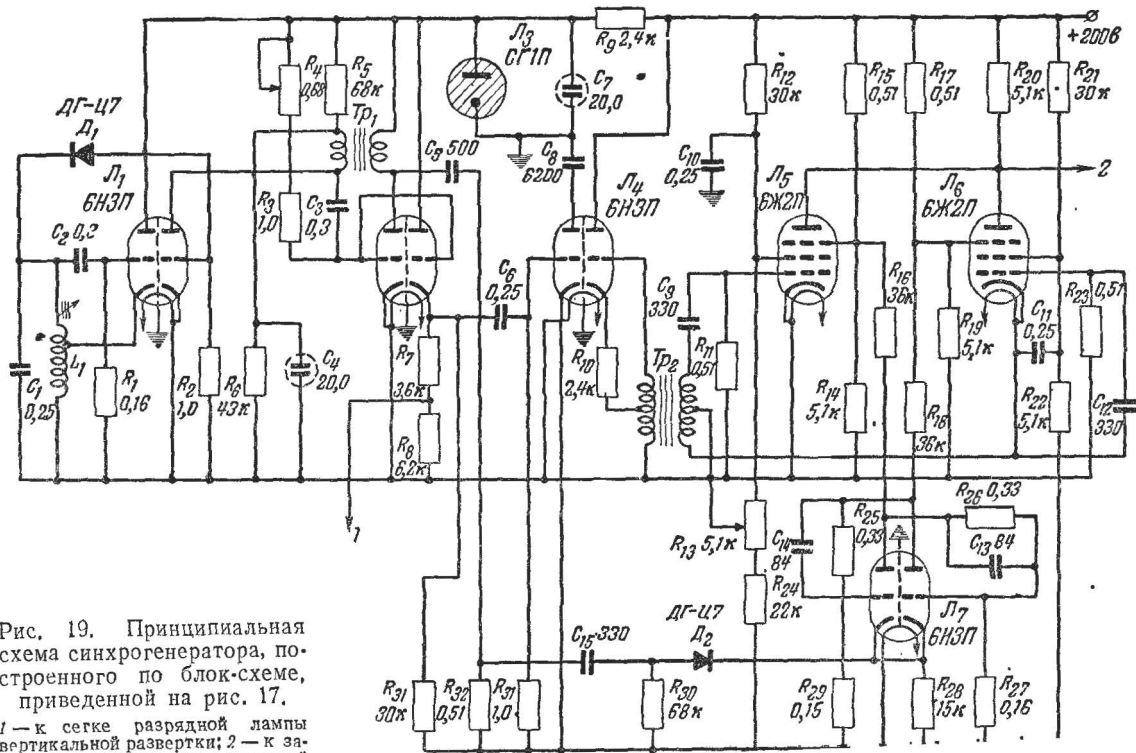 +200в
R₉ 2,4к
Л₃
СГ1П
C₇
20,0
R₄
0,68
R₅
68к
Тр₁
R₁₂
30к
R₁₅
0,51
R₁₇
0,51
R₂₀
5,1к
R₂₁
30к
ДГ-Ц7
Д₁
Л₁
6Н3П
C₅ 500
C₈
6200
Л₄
6Н3П
C₁₀
0,25
Л₅
6Ж2П
Л₆
6Ж2П
2
R₃
1,0
C₃
0,3
C₂ 0,2
C₆
0,25
C₉
330
R₁₆
36к
R₁₉
5,1к
C₁₁
0,25
R₂₃
0,51
L₁
C₁
0,25
R₁
0,16
R₂
1,0
R₆
43к
C₄
20,0
R₇
3,6к
R₈
6,2к
R₁₀
2,4к
Тр₂
R₁₁
0,51
R₁₄
5,1к
R₁₈
36к
R₂₂
5,1к
C₁₂
330
1
R₁₃ 5,1к
C₁₄
84
R₂₅
0,33
R₂₆ 0,33
C₁₃ 84
R₂₄
22к
Л₇
6Н3П
ДГ-Ц7
Д₂
C₁₅ 330
R₃₁
30к
R₃₂
0,51
R₃₁
1,0
R₃₀
68к
R₂₉
0,15
R₂₈
15к
R₂₇
0,16
Рис. 19. Принципиальная
схема синхрогенератора, по-
строенного по блок-схеме,
приведенной на рис. 17.
1 — к сетке разрядной лампы
вертикальной развертки; 2 — к за-